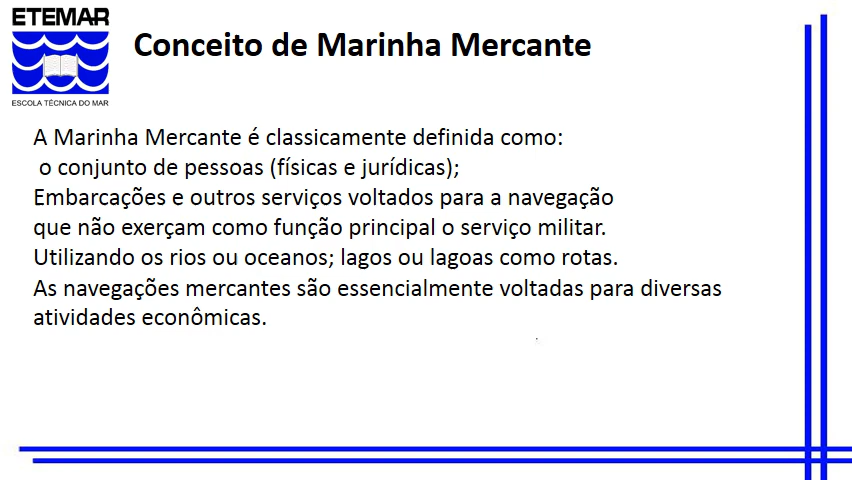 ETEMAR
ESCOLA TÉCNICA DO MAR
Conceito de Marinha Mercante
A Marinha Mercante é classicamente definida como:
o conjunto de pessoas (físicas e jurídicas);
Embarcações e outros serviços voltados para a navegação
que não exerçam como função principal o serviço militar.
Utilizando os rios ou oceanos; lagos ou lagoas como rotas.
As navegações mercantes são essencialmente voltadas para diversas
atividades econômicas.